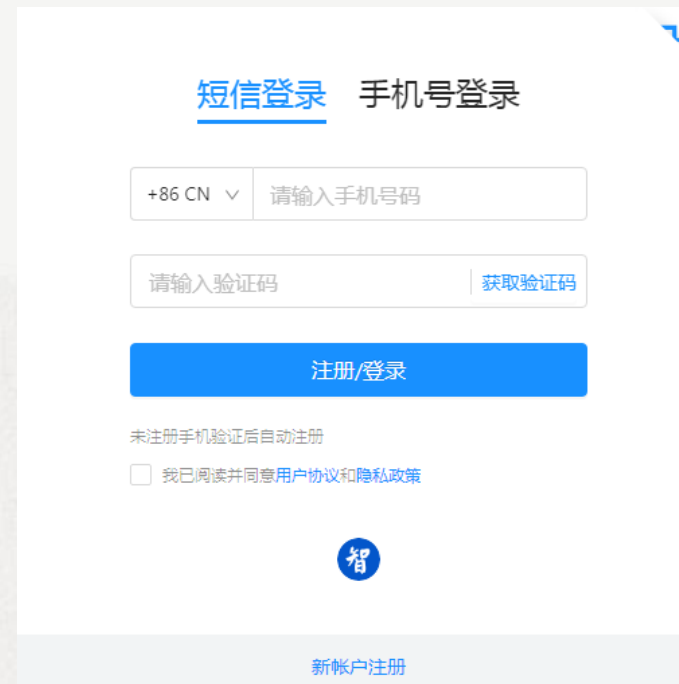 短信登录 手机号登录
+86 CN 请输入手机号码
请输入验证码 获取验证码
注册/登录
未注册手机验证后自动注册
我已阅读并同意用户协议和隐私政策
智
新帐户注册